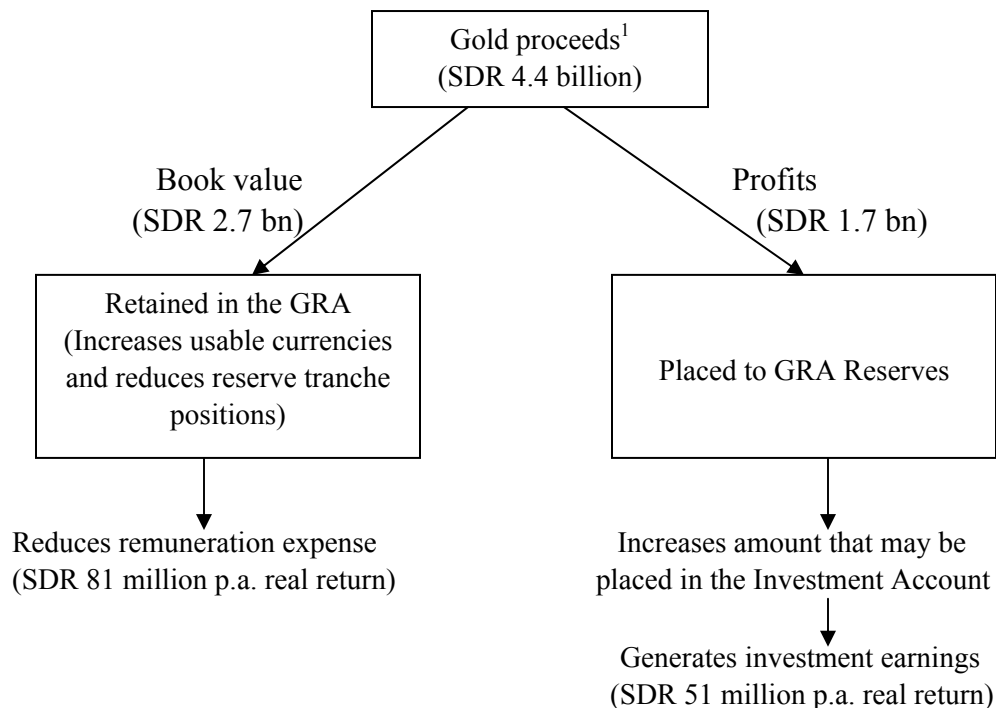 Gold proceeds1
(SDR 4.4 billion)
Book value
(SDR 2.7 bn)
Profits
(SDR 1.7 bn)
Retained in the GRA
(Increases usable currencies
and reduces reserve tranche
positions)
Placed to GRA Reserves
Reduces remuneration expense
(SDR 81 million p.a. real return)
Increases amount that may be
placed in the Investment Account
Generates investment earnings
(SDR 51 million p.a. real return)